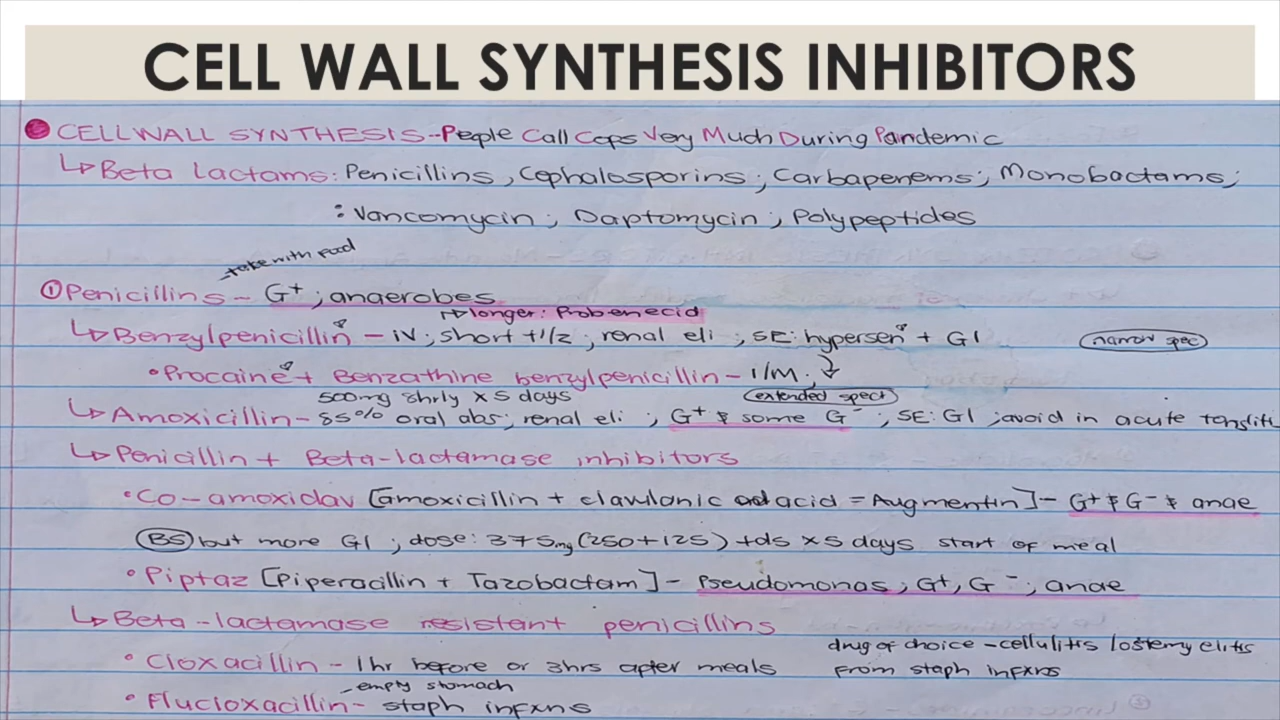 CELL WALL SYNTHESIS INHIBITORS
CELLWALL SYNTHESIS - People Call Cops Very Much During Pandemic
↳ Beta Lactams: Penicillins, Cephalosporins; Carbapenems; Monobactams;
: Vancomycin; Daptomycin; Polypeptides
take with food
① Penicillins - G+; anaerobes
↳ longer: Probenecid
↳ Benzylpenicillin - IV; short t1/2; renal eli; SE: hypersen + GI narrow spec
• Procaine + Benzathine benzylpenicillin - I/M. ↓
500mg 8hrly x 5 days extended spect
↳ Amoxicillin - 85% oral abs; renal eli; G+ & some G-; SE: GI; avoid in acute tonsiliti
↳ Penicillin + Beta-lactamase inhibitors
• Co-amoxiclav [amoxicillin + clavulanic acid = Augmentin] - G+ & G- & anae
BS but more GI; dose: 375mg (250+125) tds x5 days start of meal
• Piptaz [Piperacillin + Tazobactam] - Pseudomonas; G+, G-; anae
↳ Beta-lactamase resistant penicillins
drug of choice - cellulitis / ostemyelitis
• Cloxacillin - 1hr before or 3hrs after meals from staph infxns
- empty stomach
• Flucloxacillin - staph infxns